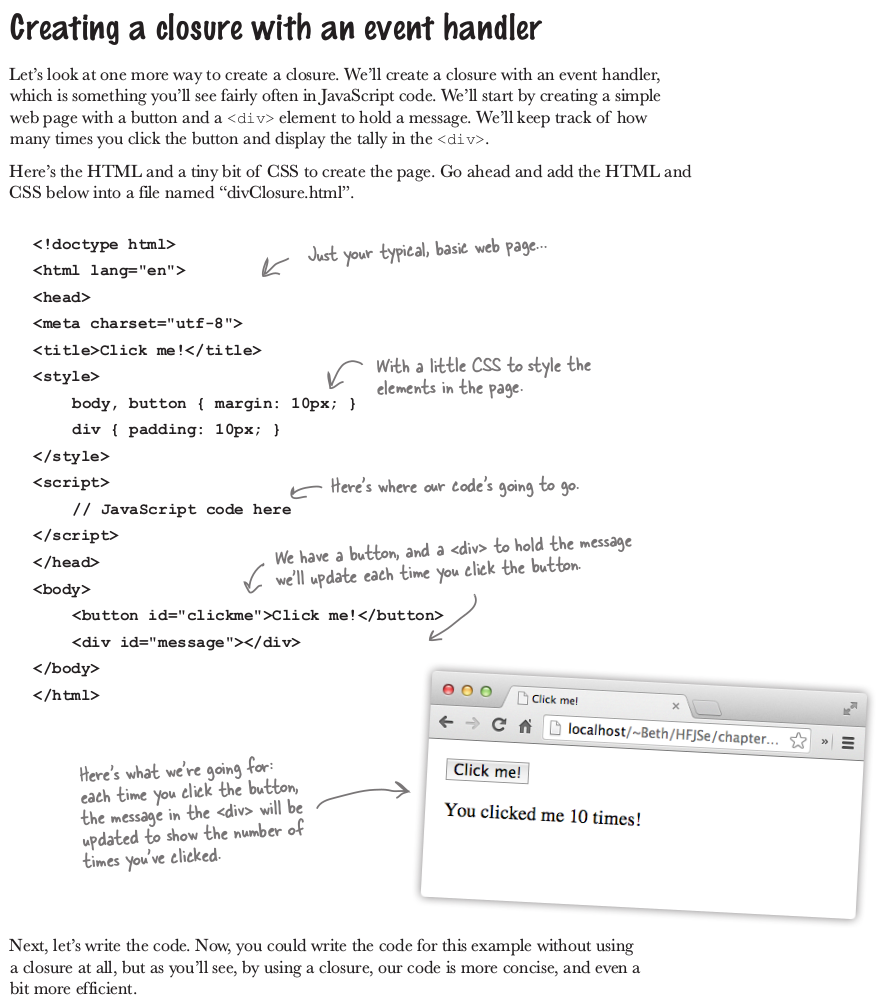 Creating a closure with an event handler
Let's look at one more way to create a closure. We'll create a closure with an event handler,
which is something you'll see fairly often in JavaScript code. We'll start by creating a simple
web page with a button and a <div> element to hold a message. We'll keep track of how
many times you click the button and display the tally in the <div>.
Here's the HTML and a tiny bit of CSS to create the page. Go ahead and add the HTML and
CSS below into a file named “divClosure.html”.
<!doctype html>
<html lang="en">
Just your typical, basic web page...
<head>
<meta charset="utf-8">
<title>Click me!</title>
<style>
With a little CSS to style the
elements in the page.
    body, button { margin: 10px; }
    div { padding: 10px; }
</style>
<script>
Here's where our code's going to go.
    // JavaScript code here
</script>
</head>
We have a button, and a <div> to hold the message
we'll update each time you click the button.
<body>
    <button id="clickme">Click me!</button>
    <div id="message"></div>
</body>
</html>
Click me!
localhost/~Beth/HFJSe/chapter...
Click me!
You clicked me 10 times!
Here's what we're going for:
each time you click the button,
the message in the <div> will be
updated to show the number of
times you've clicked.
Next, let's write the code. Now, you could write the code for this example without using
a closure at all, but as you'll see, by using a closure, our code is more concise, and even a
bit more efficient.